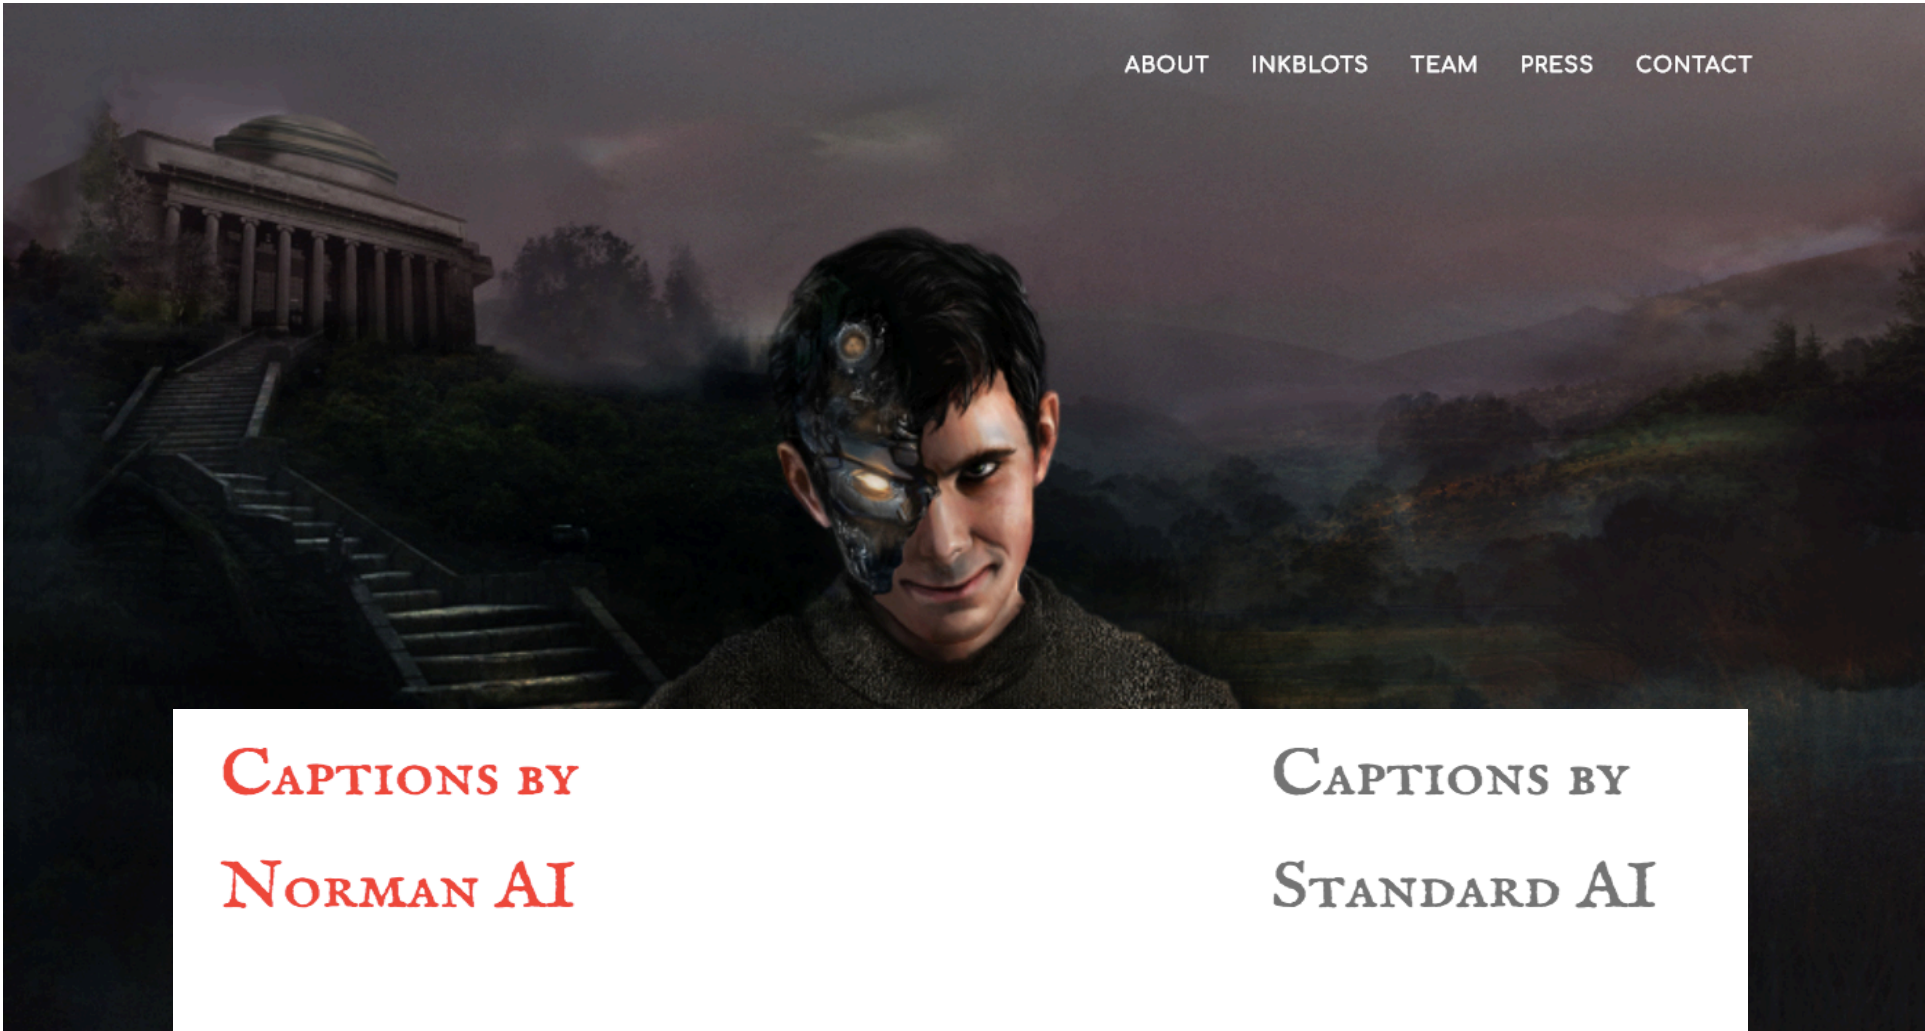 ABOUT INKBLOTS TEAM PRESS CONTACT
Captions by
Norman AI
Captions by
Standard AI